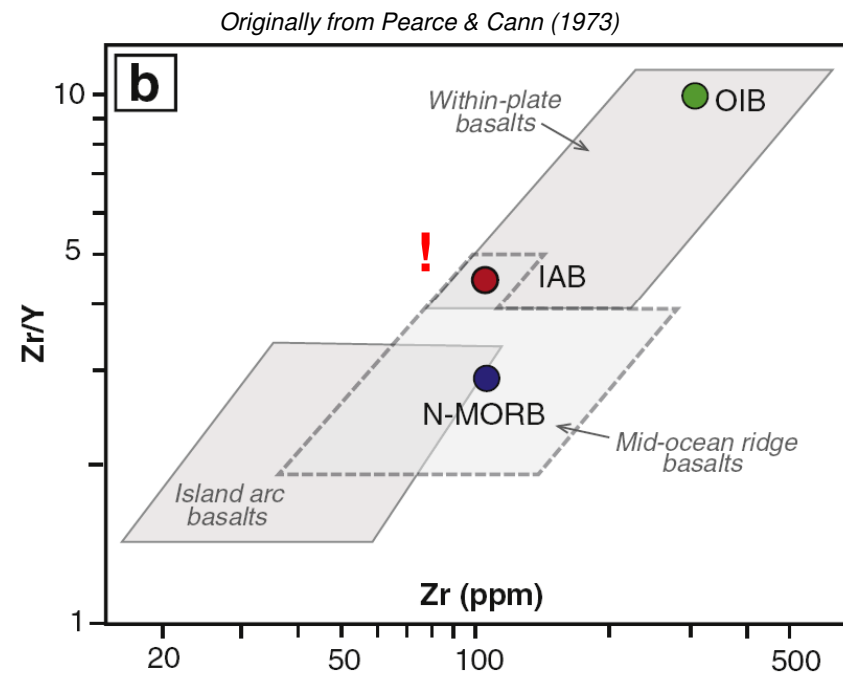 Originally from Pearce & Cann (1973)
b
10
5
1
Zr/Y
Within-plate
basalts
OIB
!
IAB
N-MORB
Mid-ocean ridge
basalts
Island arc
basalts
Zr (ppm)
20 50 100 500